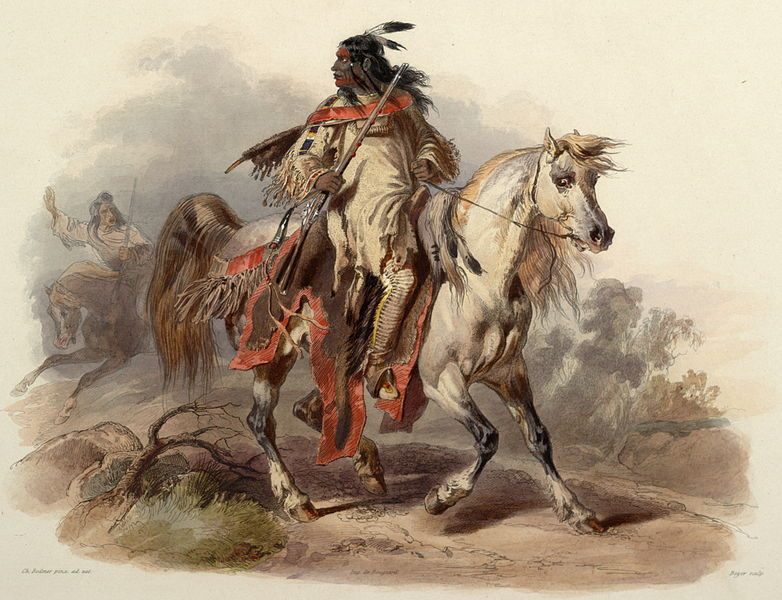 Ch. Bodmer pinx. ad. nat.
Imp. de Bougeard
Beyer sculp.